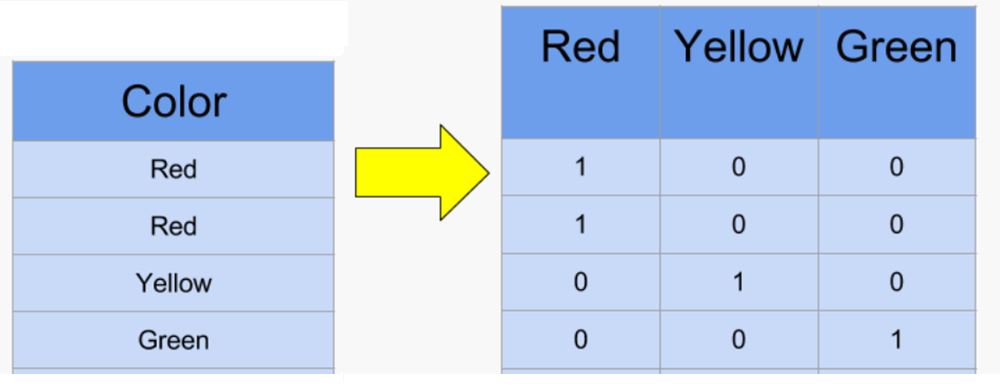 Color
Red
Red
Yellow
Green
Red Yellow Green
1 0 0
1 0 0
0 1 0
0 0 1